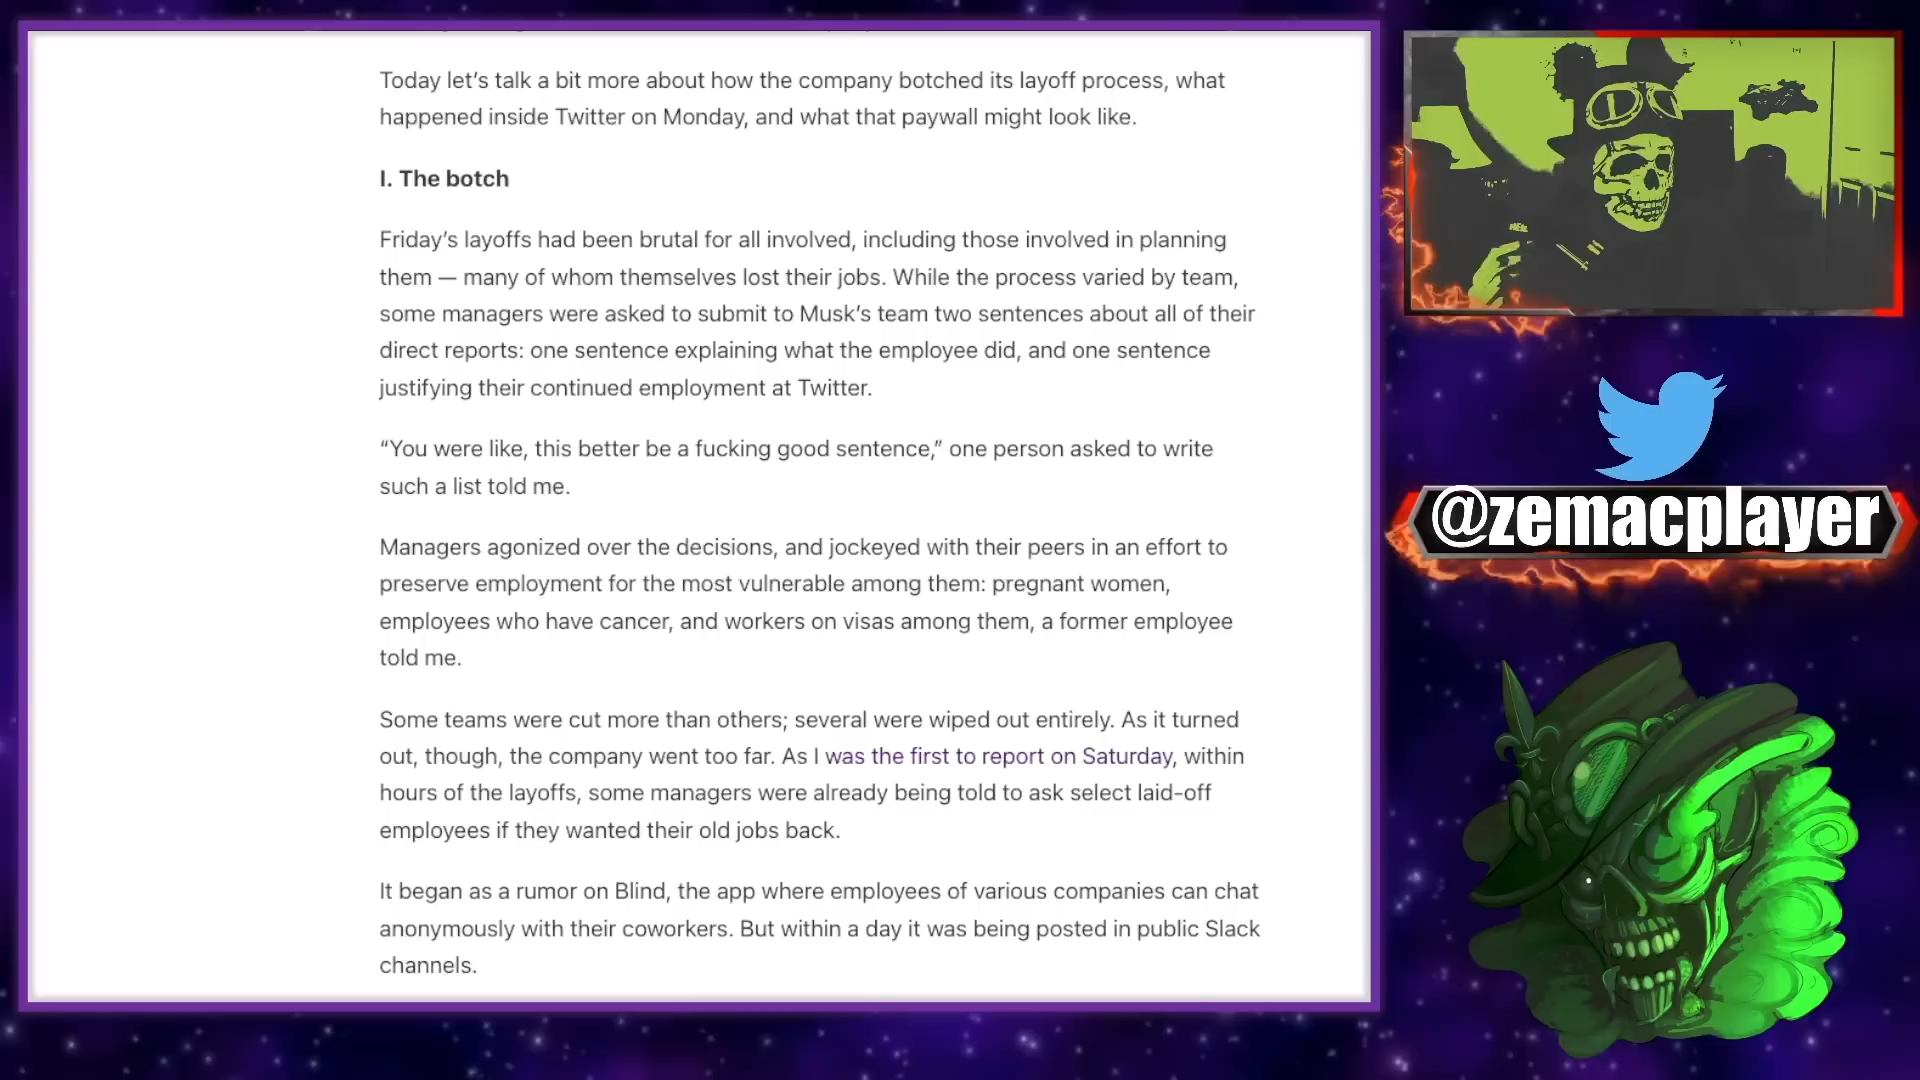 Today let’s talk a bit more about how the company botched its layoff process, what
happened inside Twitter on Monday, and what that paywall might look like.
I. The botch
Friday’s layoffs had been brutal for all involved, including those involved in planning
them — many of whom themselves lost their jobs. While the process varied by team,
some managers were asked to submit to Musk’s team two sentences about all of their
direct reports: one sentence explaining what the employee did, and one sentence
justifying their continued employment at Twitter.
“You were like, this better be a fucking good sentence,” one person asked to write
such a list told me.
Managers agonized over the decisions, and jockeyed with their peers in an effort to
preserve employment for the most vulnerable among them: pregnant women,
employees who have cancer, and workers on visas among them, a former employee
told me.
Some teams were cut more than others; several were wiped out entirely. As it turned
out, though, the company went too far. As I was the first to report on Saturday, within
hours of the layoffs, some managers were already being told to ask select laid-off
employees if they wanted their old jobs back.
It began as a rumor on Blind, the app where employees of various companies can chat
anonymously with their coworkers. But within a day it was being posted in public Slack
channels.
@zemacplayer